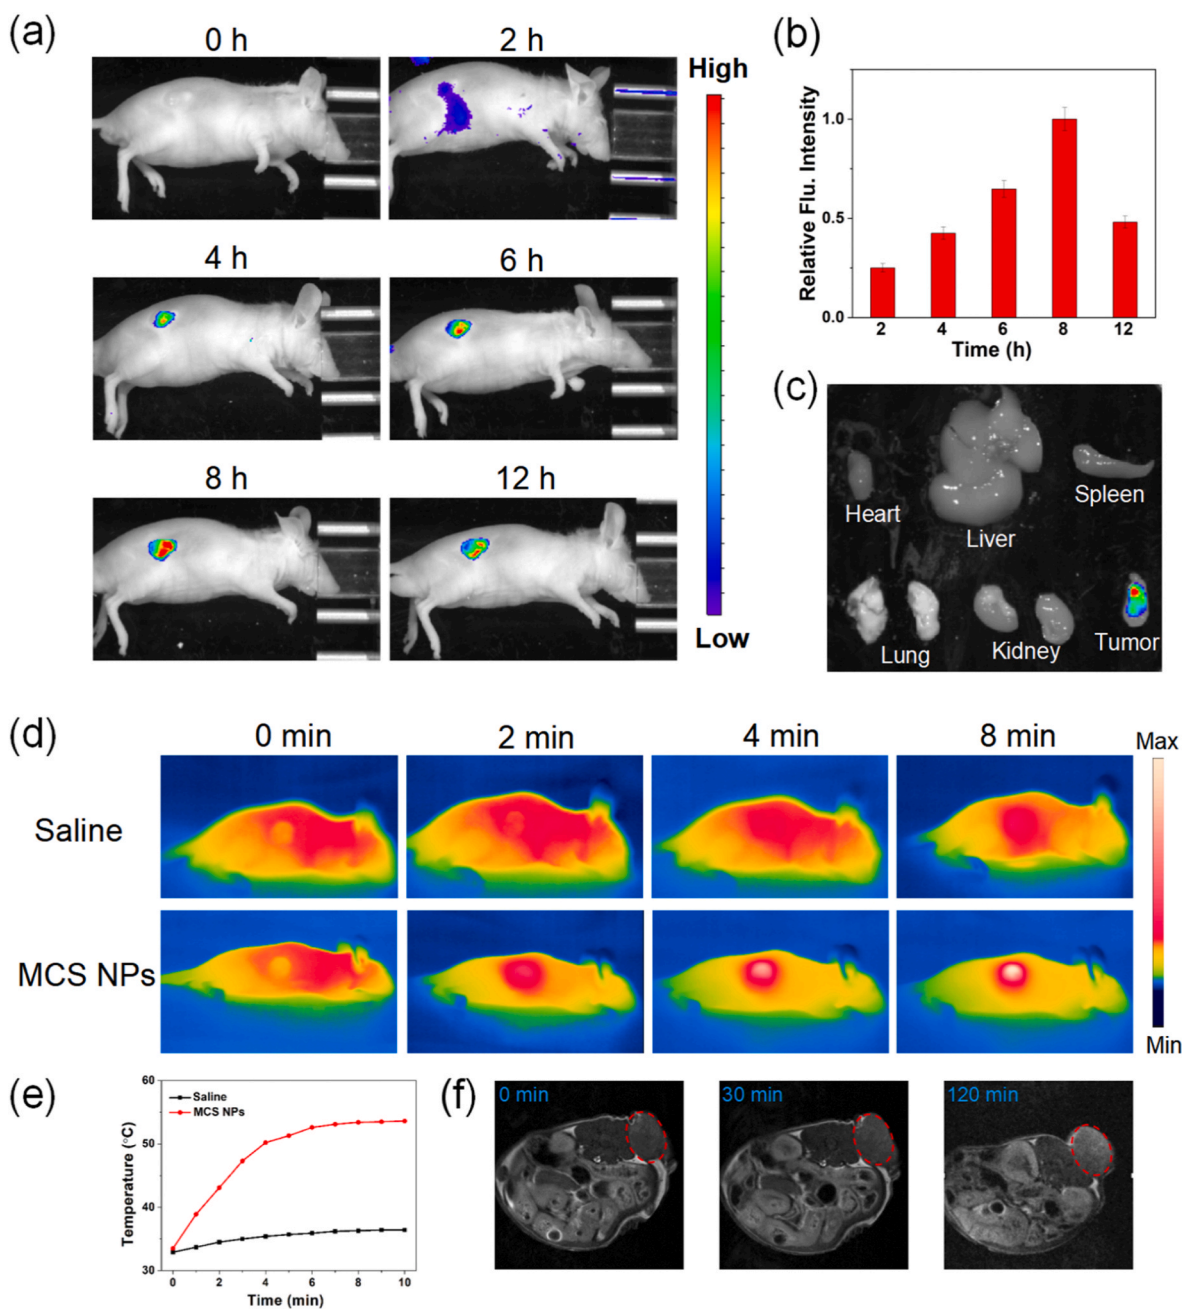 (a)
0 h
2 h
4 h
6 h
8 h
12 h
High
Low
(b)
Relative Flu. Intensity
1.0
0.5
0.0
2 4 6 8 12
Time (h)
(c)
Heart
Liver
Spleen
Lung
Kidney
Tumor
(d)
0 min
2 min
4 min
8 min
Saline
MCS NPs
Max
Min
(e)
Temperature (°C)
60
50
40
30
Saline
MCS NPs
0 2 4 6 8 10
Time (min)
(f)
0 min
30 min
120 min